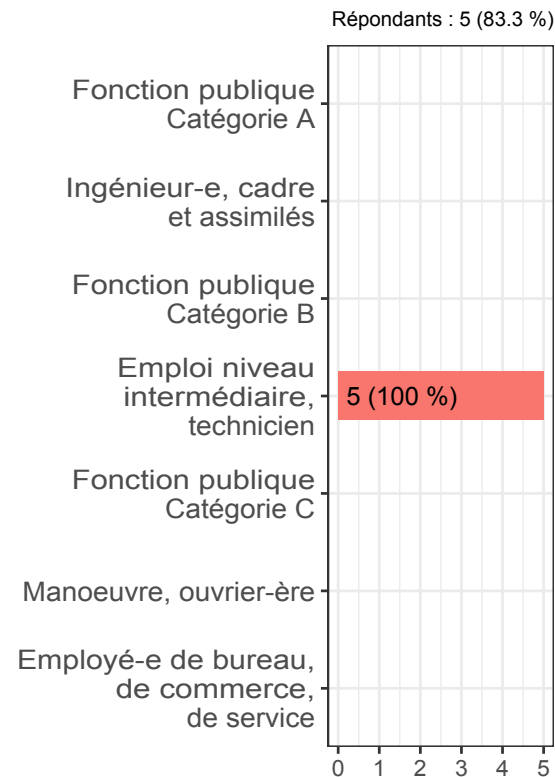 Répondants : 5 (83.3 %)
Fonction publique
Catégorie A
Ingénieur-e, cadre
et assimilés
Fonction publique
Catégorie B
Emploi niveau
intermédiaire,
technicien
5 (100 %)
Fonction publique
Catégorie C
Manoeuvre, ouvrier-ère
Employé-e de bureau,
de commerce,
de service
0 1 2 3 4 5